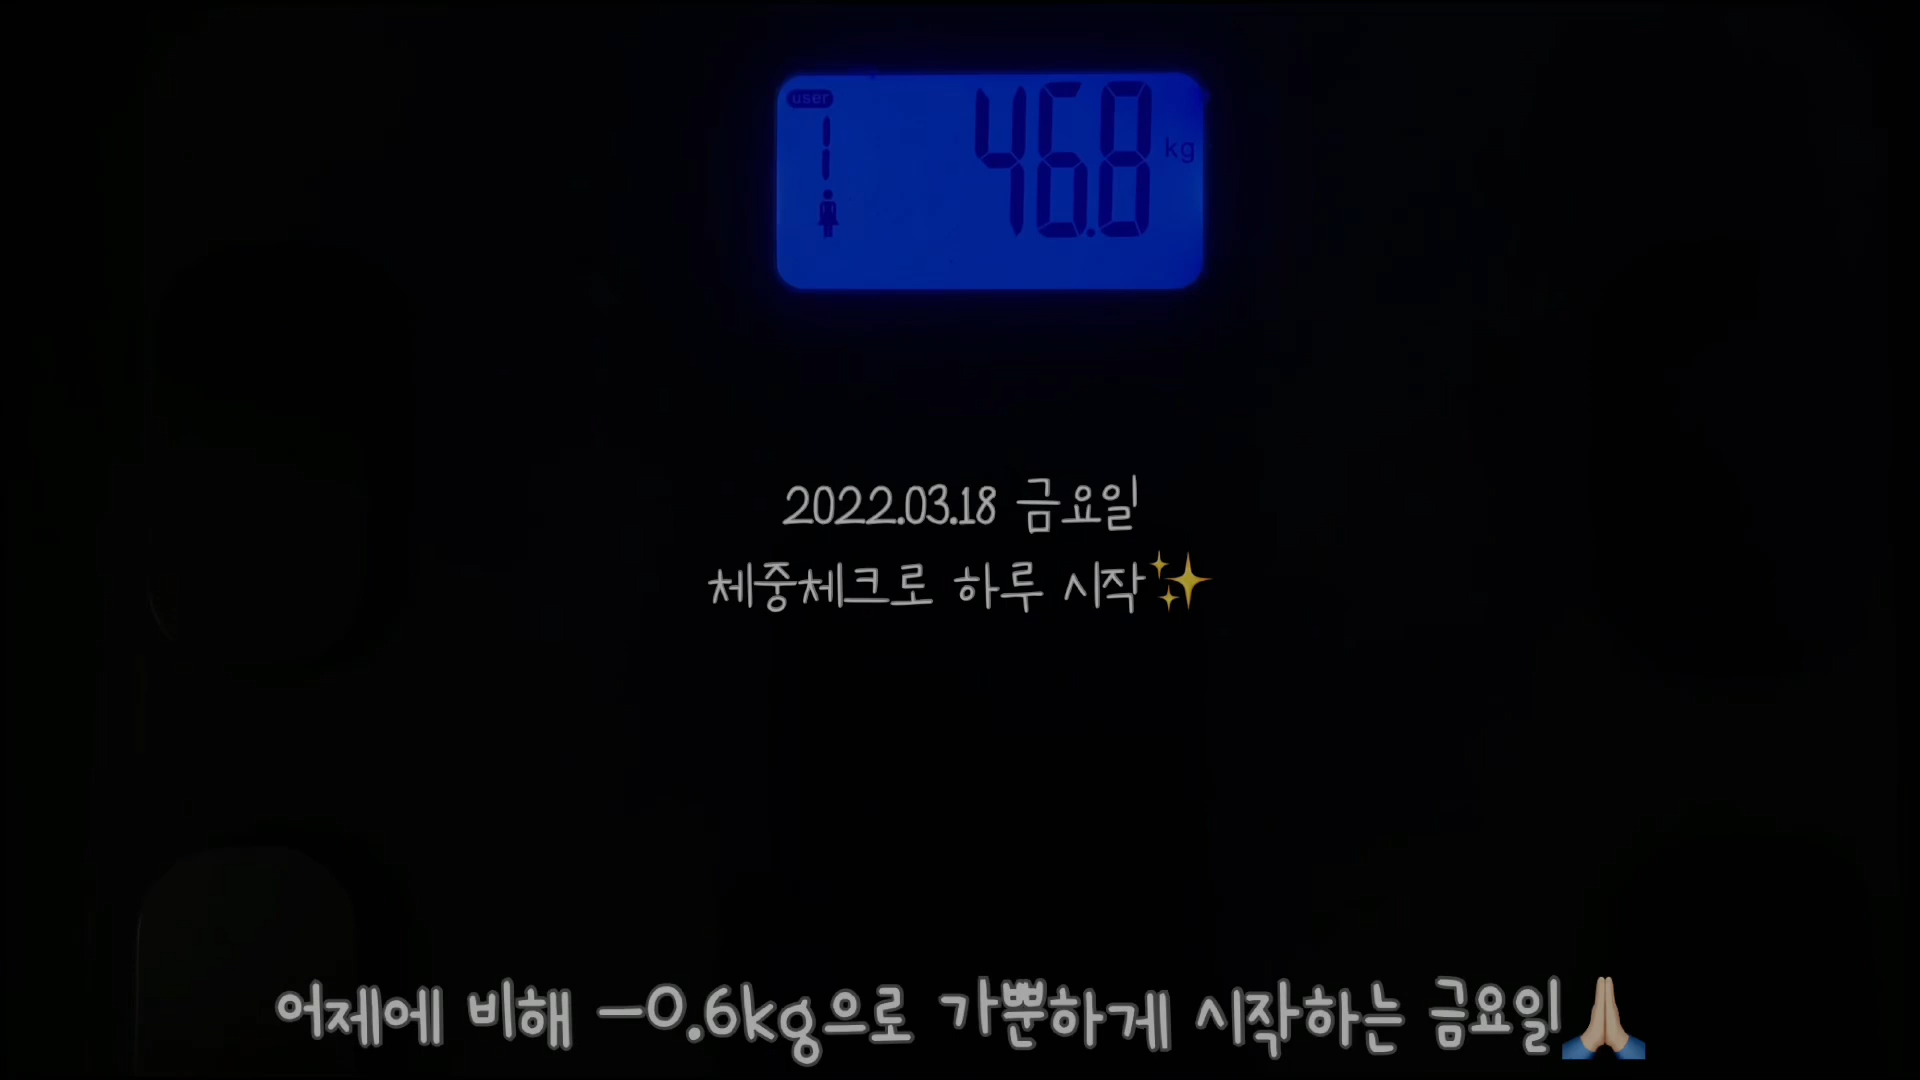 user
1
46.8 kg
2022.03.18 금요일
체중체크로 하루 시작✨
어제에 비해 -0.6kg으로 가뿐하게 시작하는 금요일🙏🏻